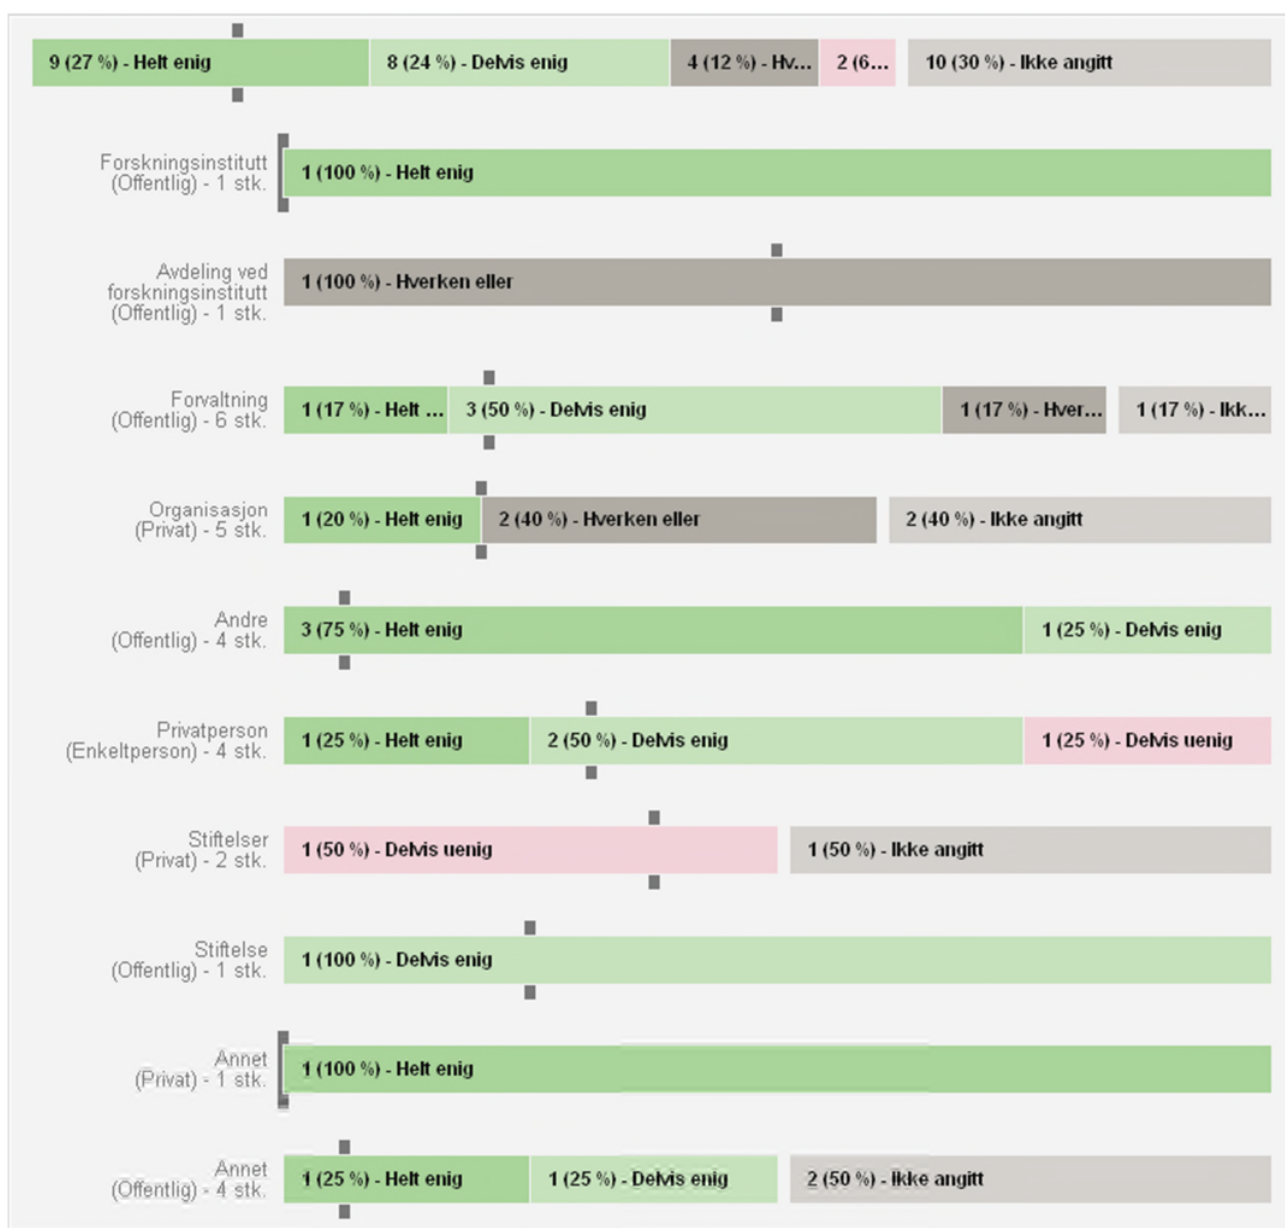 9 (27 %) - Helt enig 8 (24 %) - Delvis enig 4 (12 %) - Hv... 2 (6... 10 (30 %) - Ikke angitt
Forskningsinstitutt
(Offentlig) - 1 stk.
1 (100 %) - Helt enig
Avdeling ved
forskningsinstitutt
(Offentlig) - 1 stk.
1 (100 %) - Hverken eller
Forvaltning
(Offentlig) - 6 stk.
1 (17 %) - Helt ... 3 (50 %) - Delvis enig 1 (17 %) - Hver... 1 (17 %) - Ikk...
Organisasjon
(Privat) - 5 stk.
1 (20 %) - Helt enig 2 (40 %) - Hverken eller 2 (40 %) - Ikke angitt
Andre
(Offentlig) - 4 stk.
3 (75 %) - Helt enig 1 (25 %) - Delvis enig
Privatperson
(Enkeltperson) - 4 stk.
1 (25 %) - Helt enig 2 (50 %) - Delvis enig 1 (25 %) - Delvis uenig
Stiftelser
(Privat) - 2 stk.
1 (50 %) - Delvis uenig 1 (50 %) - Ikke angitt
Stiftelse
(Offentlig) - 1 stk.
1 (100 %) - Delvis enig
Annet
(Privat) - 1 stk.
1 (100 %) - Helt enig
Annet
(Offentlig) - 4 stk.
1 (25 %) - Helt enig 1 (25 %) - Delvis enig 2 (50 %) - Ikke angitt